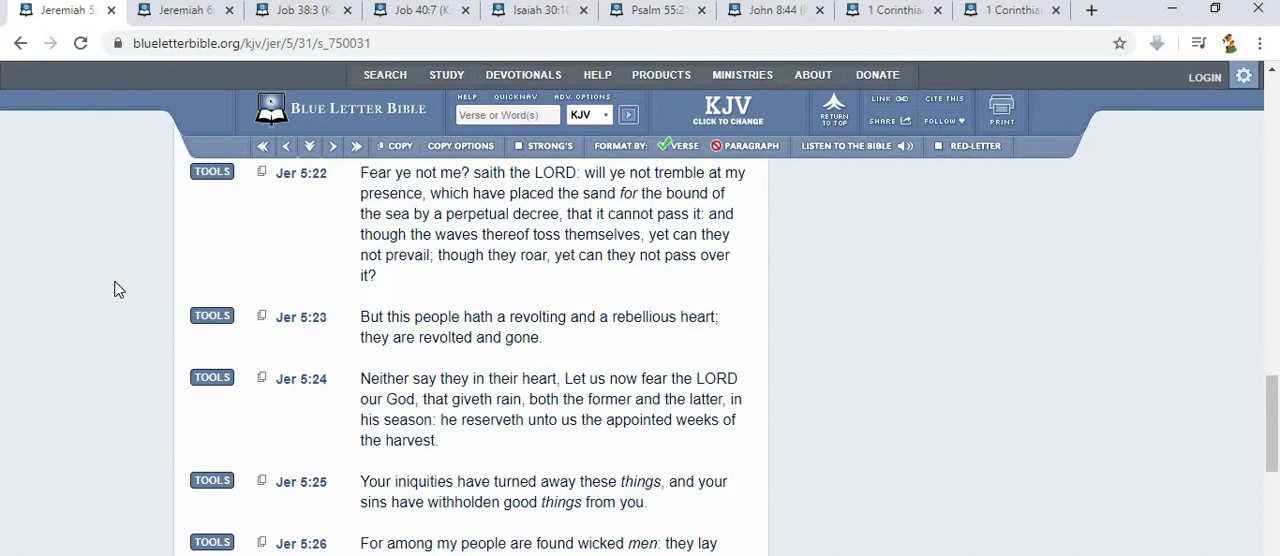 Jeremiah 5:
Jeremiah 6:
Job 38:3 (K
Job 40:7 (K
Isaiah 30:10
Psalm 55:21
John 8:44 (
1 Corinthia
1 Corinthia
blueletterbible.org/kjv/jer/5/31/s_750031
SEARCH STUDY DEVOTIONALS HELP PRODUCTS MINISTRIES ABOUT DONATE
LOGIN
BLUE LETTER BIBLE
HELP QUICKNAV ADV. OPTIONS
Verse or Word(s) KJV
KJV
CLICK TO CHANGE
RETURN
TO TOP
LINK CITE THIS
SHARE FOLLOW
PRINT
COPY COPY OPTIONS STRONG'S FORMAT BY: VERSE PARAGRAPH LISTEN TO THE BIBLE RED-LETTER
TOOLS Jer 5:22 Fear ye not me? saith the LORD: will ye not tremble at my
presence, which have placed the sand for the bound of
the sea by a perpetual decree, that it cannot pass it: and
though the waves thereof toss themselves, yet can they
not prevail; though they roar, yet can they not pass over
it?
TOOLS Jer 5:23 But this people hath a revolting and a rebellious heart;
they are revolted and gone.
TOOLS Jer 5:24 Neither say they in their heart, Let us now fear the LORD
our God, that giveth rain, both the former and the latter, in
his season: he reserveth unto us the appointed weeks of
the harvest.
TOOLS Jer 5:25 Your iniquities have turned away these things, and your
sins have withholden good things from you.
TOOLS Jer 5:26 For among my people are found wicked men: they lay